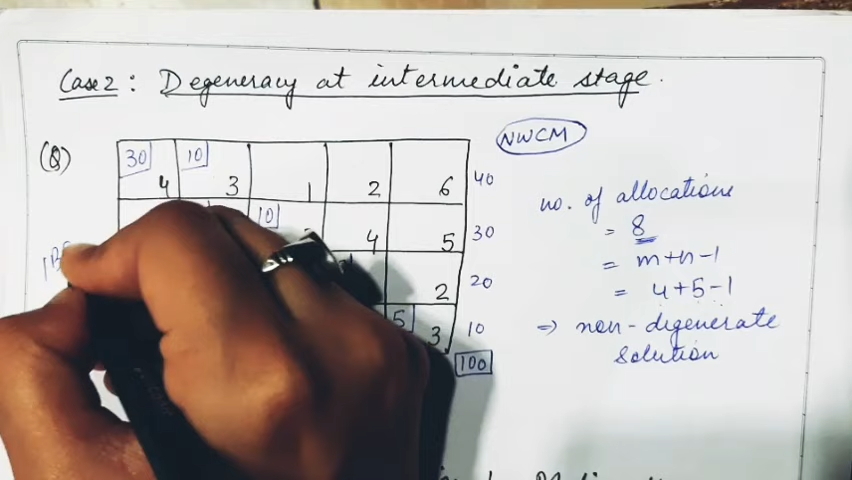 Case 2 : Degeneracy at intermediate stage.
(Q)
NWCM
30 10
4 3 1 2 6 40
10
4 5 30
2 20
5
3 10
100
no. of allocations
= 8
= m+n-1
= 4+5-1
⇒ non-digenerate
solution